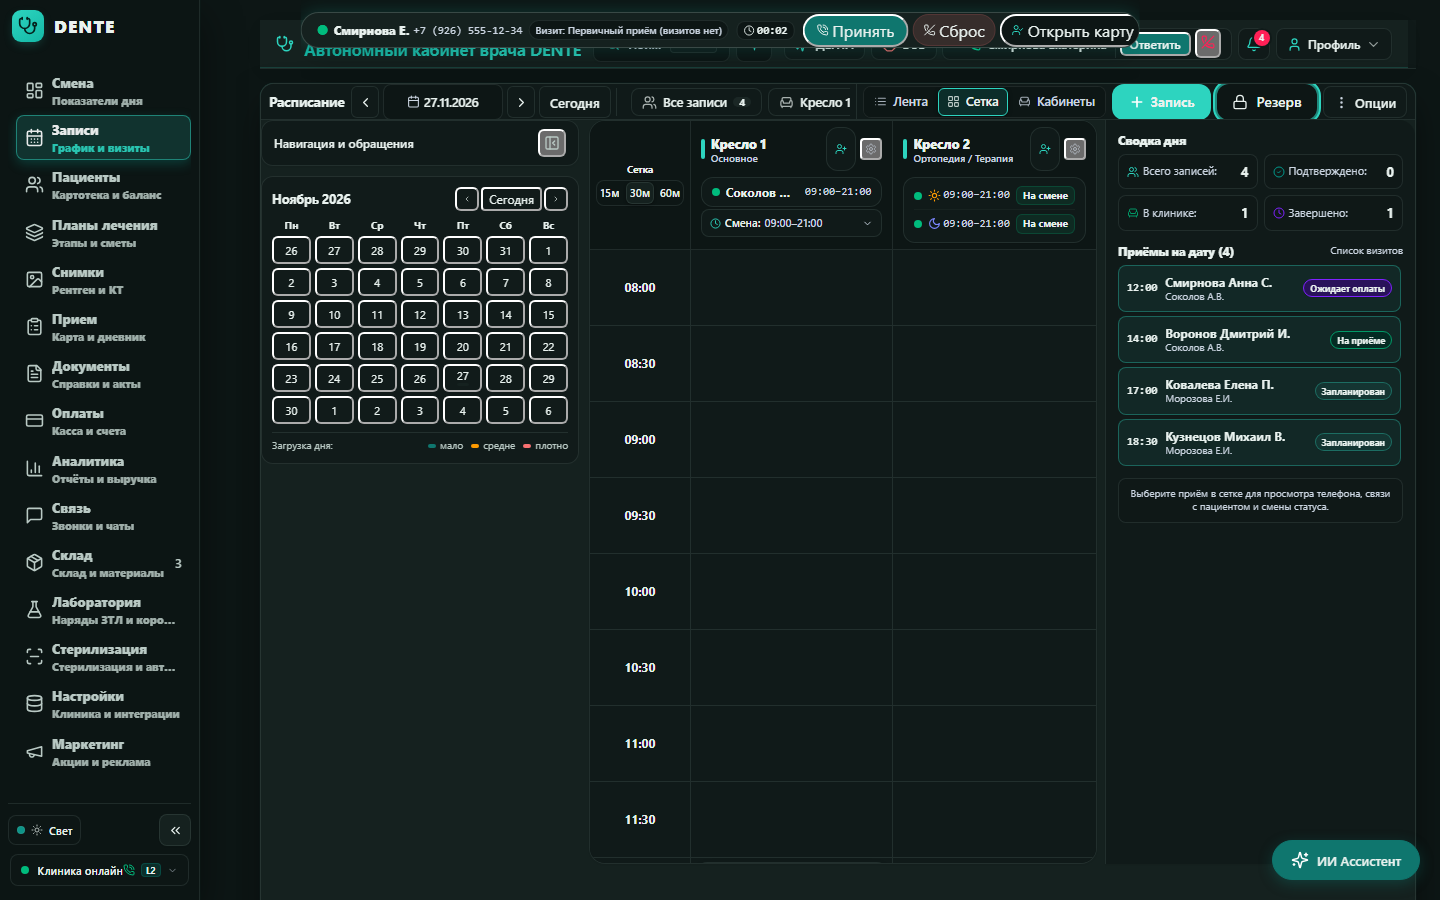 DENTE
Смена
Показатели дня
Записи
График и визиты
Пациенты
Картотека и баланс
Планы лечения
Этапы и сметы
Снимки
Рентген и КТ
Прием
Карта и дневник
Документы
Справки и акты
Оплаты
Касса и счета
Аналитика
Отчёты и выручка
Связь
Звонки и чаты
Склад
Склад и материалы
3
Лаборатория
Наряды ЗТЛ и коро...
Стерилизация
Стерилизация и авт...
Настройки
Клиника и интеграции
Маркетинг
Акции и реклама
Свет
Клиника онлайн L2
Смирнова Е. +7 (926) 555-12-34 Визит: Первичный приём (визитов нет) 00:02 Принять Сброс Открыть карту
Автономный кабинет врача DENTE
Ответить
4
Профиль
Расписание 27.11.2026 Сегодня Все записи 4 Кресло 1 Лента Сетка Кабинеты Запись Резерв Опции
Навигация и обращения
Ноябрь 2026 Сегодня
Пн Вт Ср Чт Пт Сб Вс
26 27 28 29 30 31 1
2 3 4 5 6 7 8
9 10 11 12 13 14 15
16 17 18 19 20 21 22
23 24 25 26 27 28 29
30 1 2 3 4 5 6
Загрузка дня: мало средне плотно
Сетка
15м 30м 60м
Кресло 1
Основное
Соколов ... 09:00–21:00
Смена: 09:00–21:00
Кресло 2
Ортопедия / Терапия
09:00–21:00 На смене
09:00–21:00 На смене
08:00
08:30
09:00
09:30
10:00
10:30
11:00
11:30
Сводка дня
Всего записей: 4
Подтверждено: 0
В клинике: 1
Завершено: 1
Приёмы на дату (4) Список визитов
12:00 Смирнова Анна С. Ожидает оплаты
Соколов А.В.
14:00 Воронов Дмитрий И. На приёме
Соколов А.В.
17:00 Ковалева Елена П. Запланирован
Морозова Е.И.
18:30 Кузнецов Михаил В. Запланирован
Морозова Е.И.
Выберите приём в сетке для просмотра телефона, связи
с пациентом и смены статуса.
ИИ Ассистент